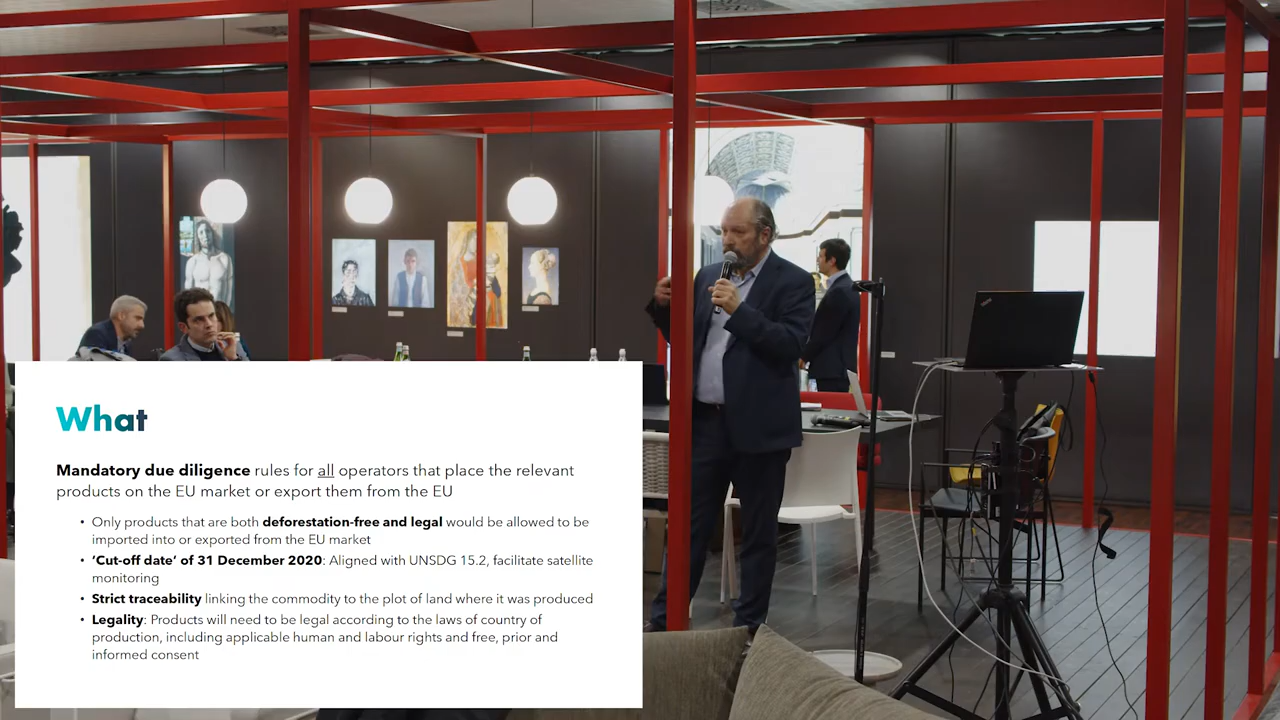 What
Mandatory due diligence rules for all operators that place the relevant
products on the EU market or export them from the EU
• Only products that are both deforestation-free and legal would be allowed to be
imported into or exported from the EU market
• ‘Cut-off date’ of 31 December 2020: Aligned with UNSDG 15.2, facilitate satellite
monitoring
• Strict traceability linking the commodity to the plot of land where it was produced
• Legality: Products will need to be legal according to the laws of country of
production, including applicable human and labour rights and free, prior and
informed consent